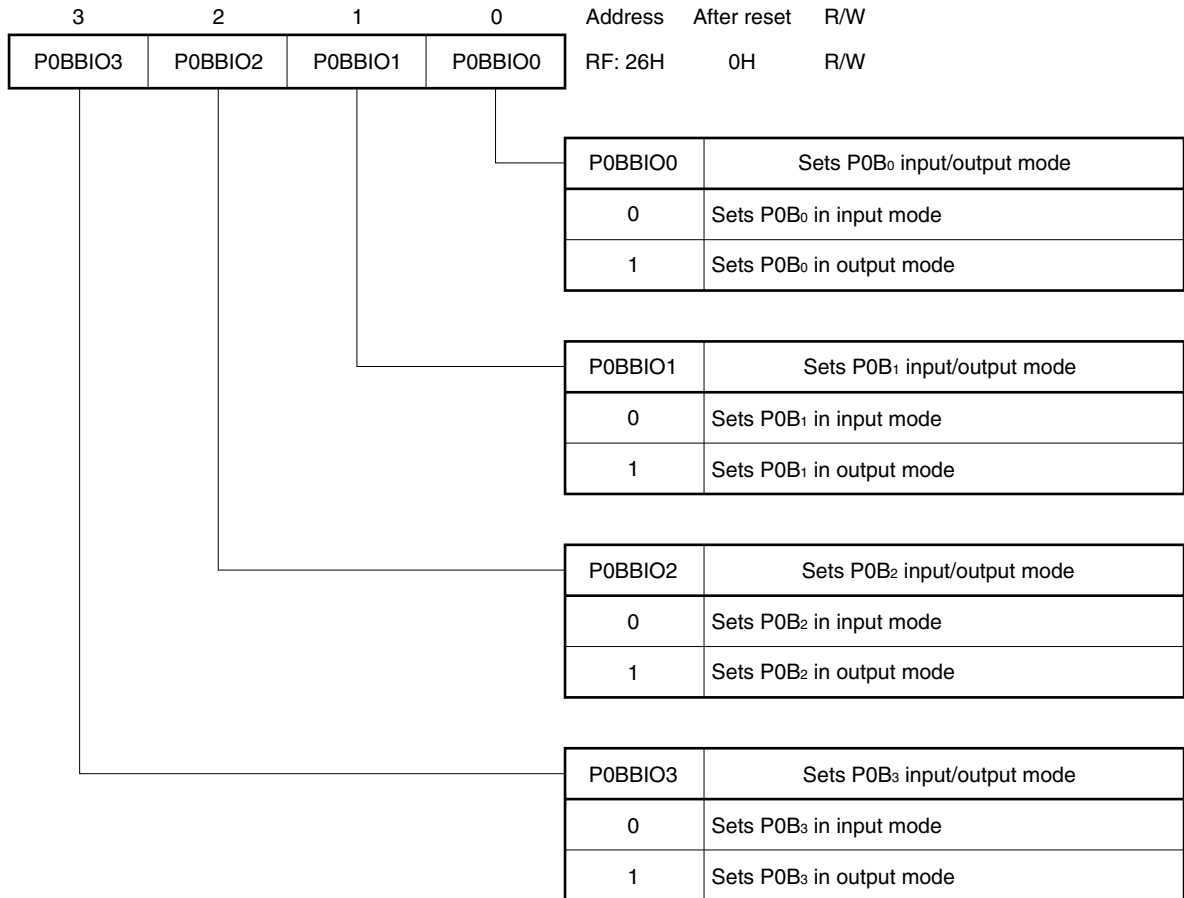 3 2 1 0 Address After reset R/W
P0BBIO3 P0BBIO2 P0BBIO1 P0BBIO0 RF: 26H 0H R/W
P0BBIO0 Sets P0B₀ input/output mode
0 Sets P0B₀ in input mode
1 Sets P0B₀ in output mode
P0BBIO1 Sets P0B₁ input/output mode
0 Sets P0B₁ in input mode
1 Sets P0B₁ in output mode
P0BBIO2 Sets P0B₂ input/output mode
0 Sets P0B₂ in input mode
1 Sets P0B₂ in output mode
P0BBIO3 Sets P0B₃ input/output mode
0 Sets P0B₃ in input mode
1 Sets P0B₃ in output mode